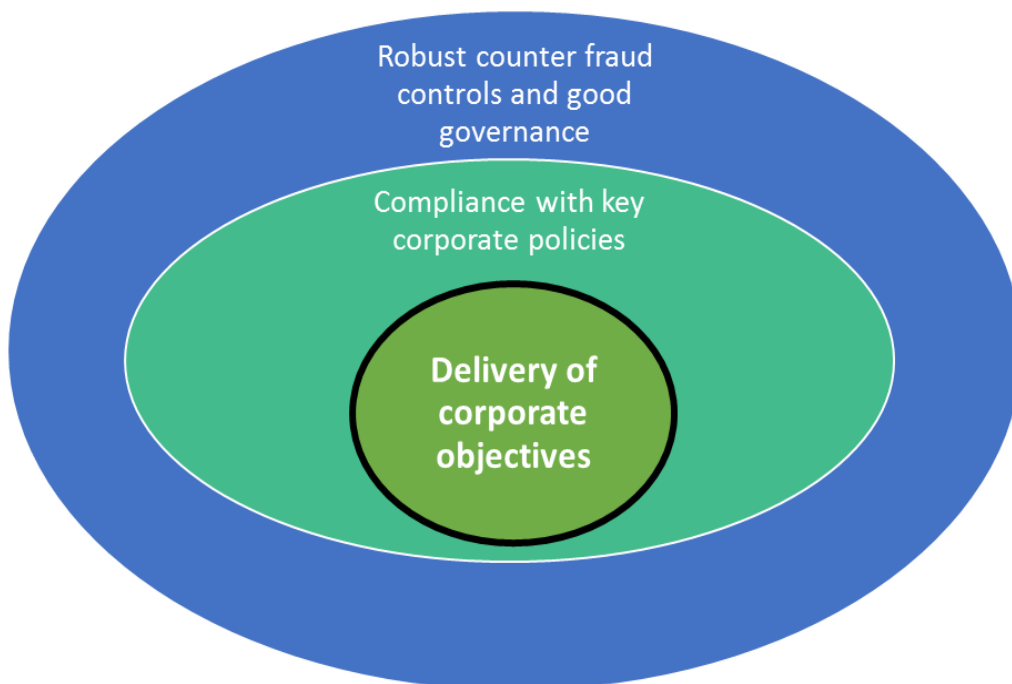 Robust counter fraud
controls and good
governance
Compliance with key
corporate policies
Delivery of
corporate
objectives